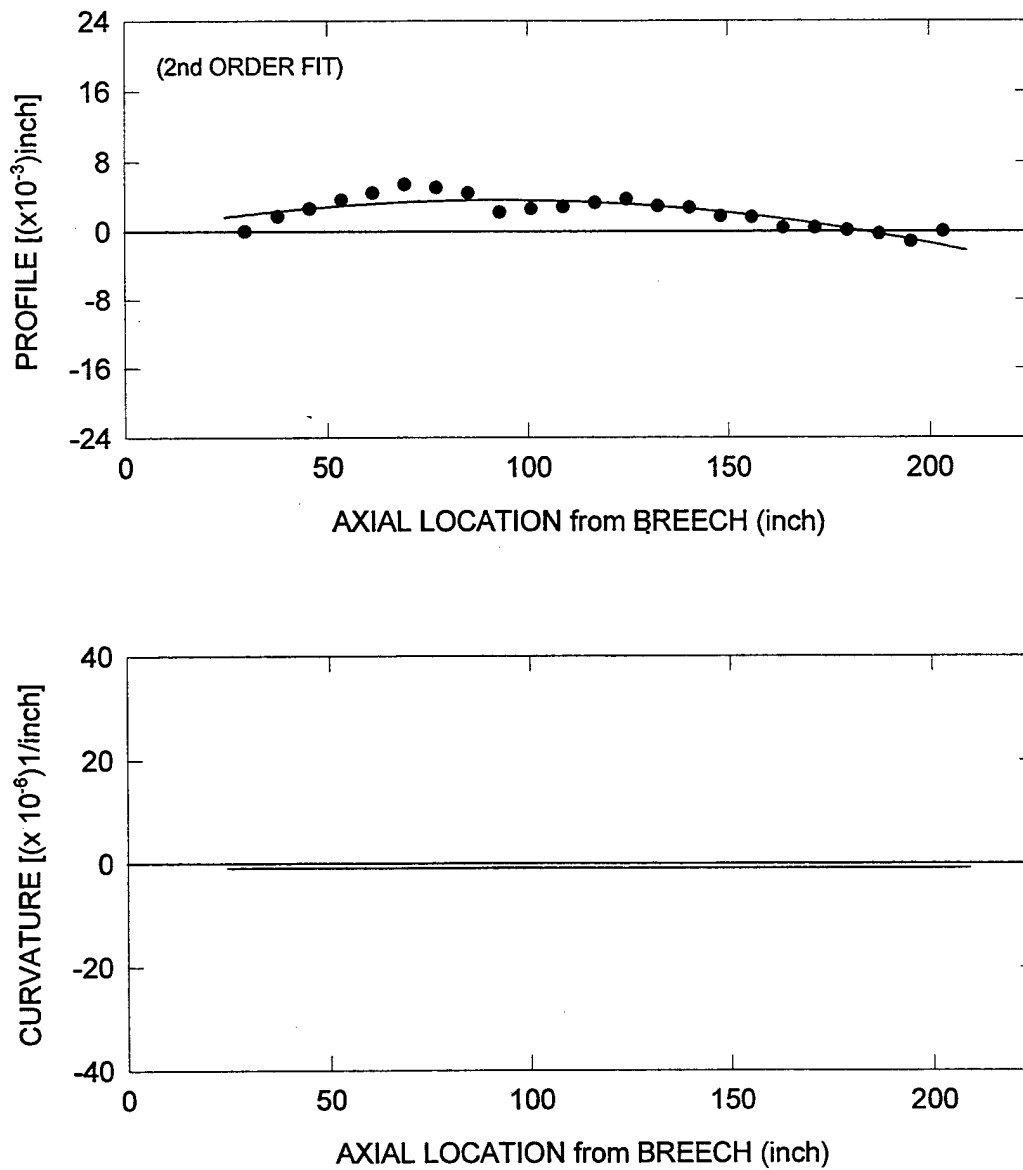 24
(2nd ORDER FIT)
16
8
0
-8
-16
-24
PROFILE [(x10⁻³)inch]
0 50 100 150 200
AXIAL LOCATION from BREECH (inch)
40
20
0
-20
-40
CURVATURE [(x 10⁻⁶)1/inch]
0 50 100 150 200
AXIAL LOCATION from BREECH (inch)